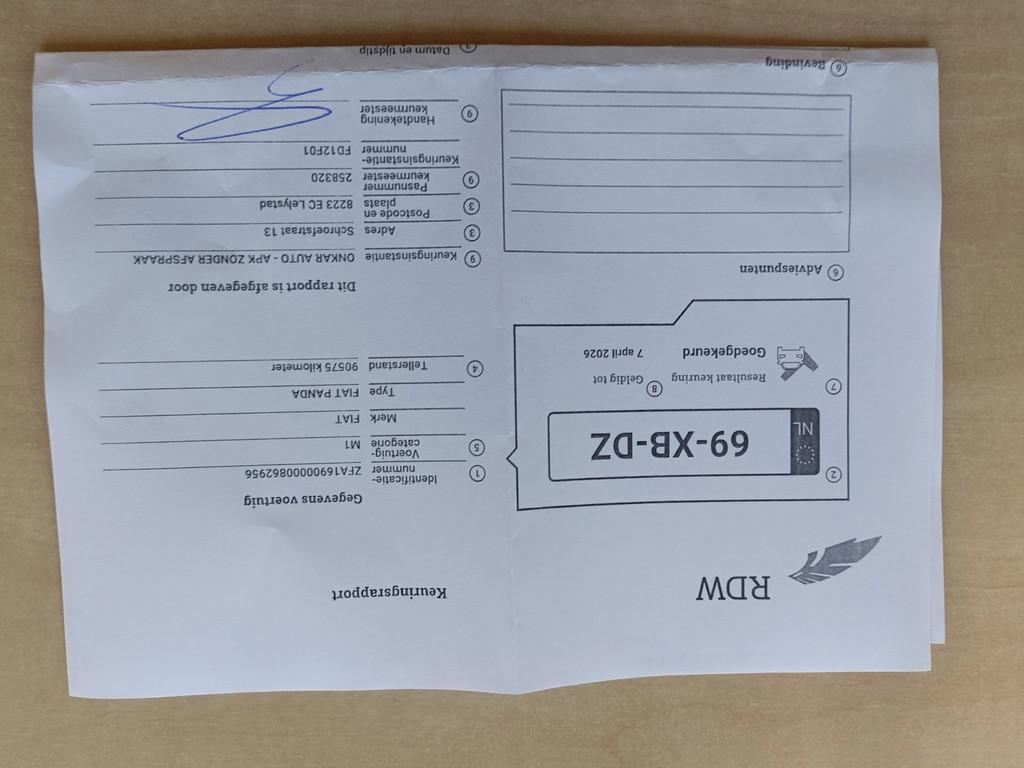 RDW
Keuringsrapport
2
NL
69-XB-DZ
7
Resultaat keuring
Goedgekeurd
8 Geldig tot
7 april 2026
6 Adviespunten
6 Bevinding
Gegevens voertuig
1 Identificatie-
nummer ZFA16900000862956
5 Voertuig-
categorie M1
Merk FIAT
Type FIAT PANDA
4 Tellerstand 90575 kilometer
Dit rapport is afgegeven door
9 Keuringsinstantie ONKAR AUTO - APK ZONDER AFSPRAAK
3 Adres Schroefstraat 13
3 Postcode en
plaats 8223 EC Lelystad
9 Pasnummer
keurmeester 258320
Keuringsinstantie-
nummer FD12F01
9 Handtekening
keurmeester
Datum en tijdstip